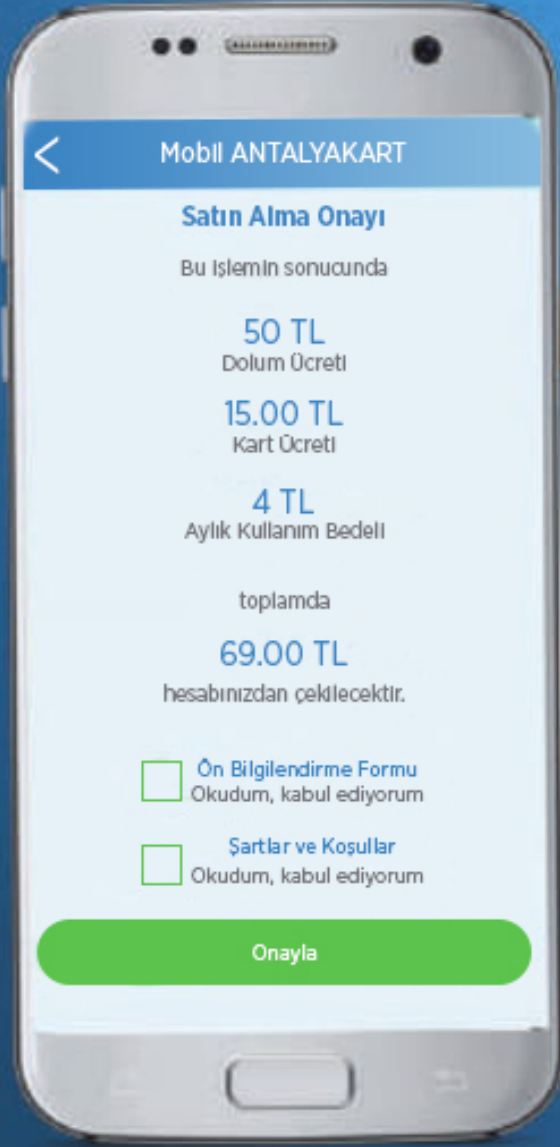 Mobil ANTALYAKART
Satın Alma Onayı
Bu işlemin sonucunda
50 TL
Dolum Ücreti
15.00 TL
Kart Ücreti
4 TL
Aylık Kullanım Bedeli
toplamda
69.00 TL
hesabınızdan çekilecektir.
Ön Bilgilendirme Formu
Okudum, kabul ediyorum
Şartlar ve Koşullar
Okudum, kabul ediyorum
Onayla